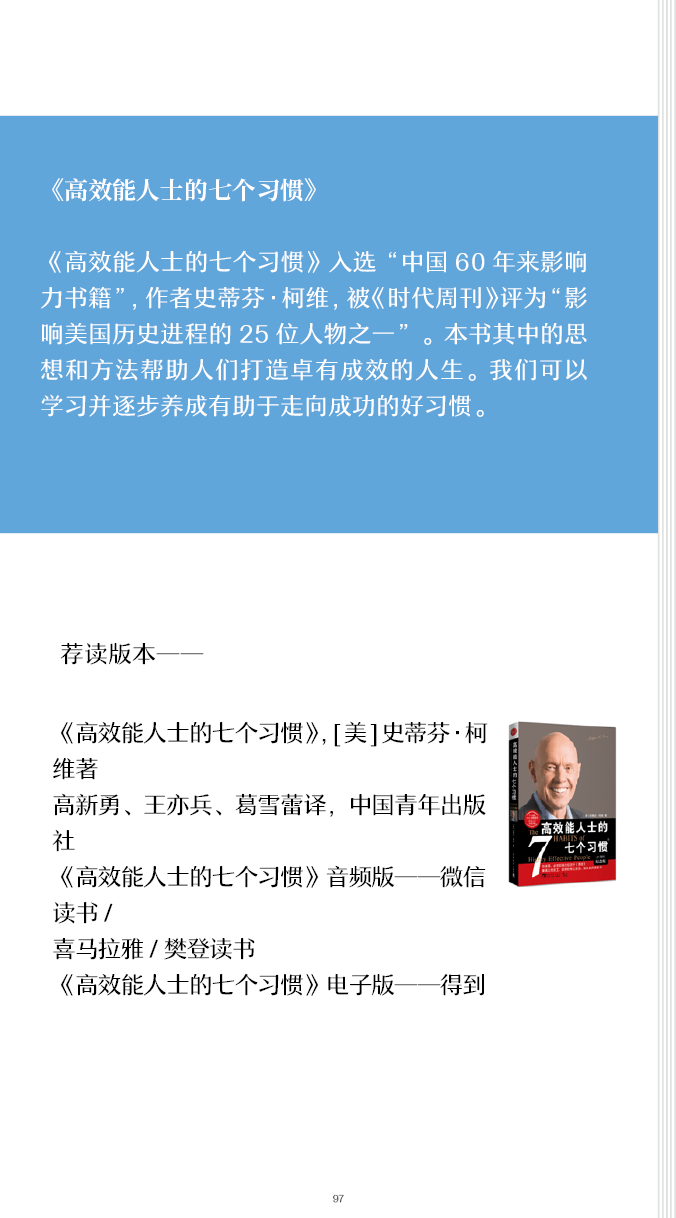 《高效能人士的七个习惯》
《高效能人士的七个习惯》入选“中国 60 年来影响
力书籍”, 作者史蒂芬·柯维, 被《时代周刊》评为“影
响美国历史进程的 25 位人物之一”。本书其中的思
想和方法帮助人们打造卓有成效的人生。我们可以
学习并逐步养成有助于走向成功的好习惯。
荐读版本——
《高效能人士的七个习惯》, [ 美 ] 史蒂芬·柯
维著
高新勇、王亦兵、葛雪蕾译, 中国青年出版
社
《高效能人士的七个习惯》音频版——微信
读书 /
喜马拉雅 / 樊登读书
《高效能人士的七个习惯》电子版——得到
高效能人士的七个习惯
高效能人士的
The 7 HABITS of
七个习惯
Highly Effective People
97